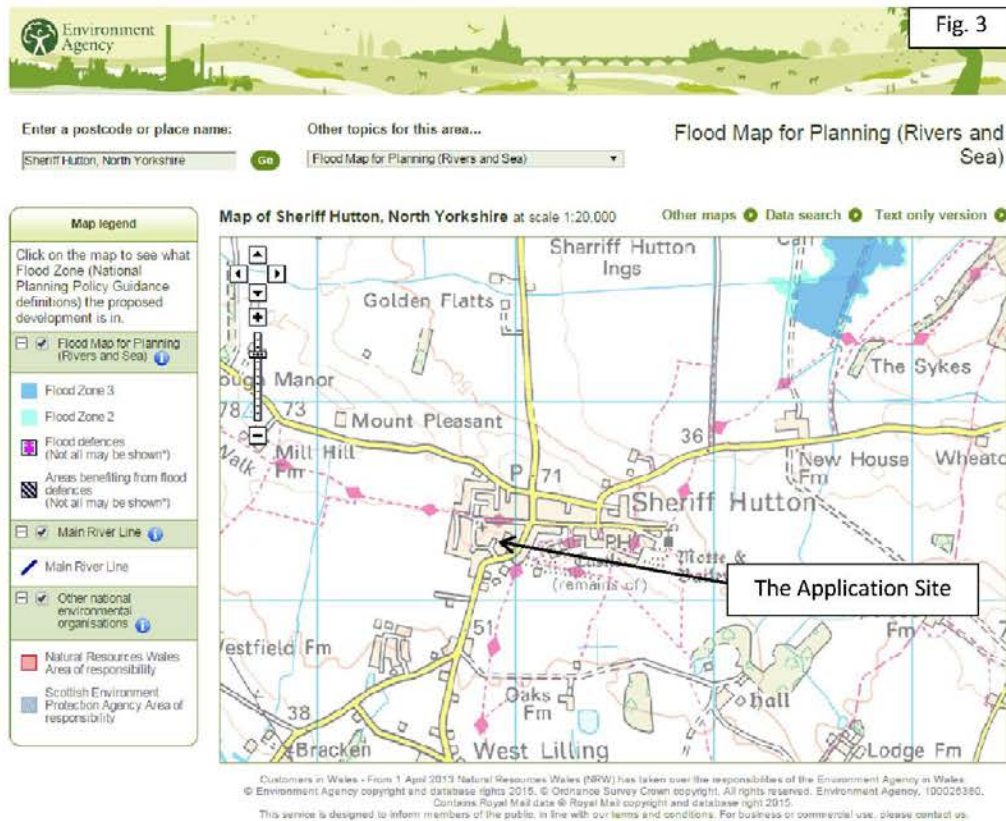 Environment
Agency
Fig. 3
Enter a postcode or place name:
Other topics for this area...
Flood Map for Planning (Rivers and
Sea)
Sheriff Hutton, North Yorkshire
Go
Flood Map for Planning (Rivers and Sea)
Map legend
Click on the map to see what
Flood Zone (National
Planning Policy Guidance
definitions) the proposed
development is in.
Flood Map for Planning
(Rivers and Sea)
Flood Zone 3
Flood Zone 2
Flood defences
(Not all may be shown*)
Areas benefiting from flood
defences
(Not all may be shown*)
Main River Line
Main River Line
Other national
environmental
organisations
Natural Resources Wales
Area of responsibility
Scottish Environment
Protection Agency Area of
responsibility
Map of Sheriff Hutton, North Yorkshire at scale 1:20,000
Other maps
Data search
Text only version
Sherriff Hutton
Ings
Carr
Golden Flatts
The Sykes
ough Manor
78
73
Mount Pleasant
36
Mill Hill
Fm
Walk
P
71
New House
Fm
Wheato
Sheriff Hutton
PH
Castle
(remains of)
Motte &
The Application Site
Fm
51
Westfield Fm
Oaks
Fm
Hall
38
Bracken
West Lilling
Lodge Fm
Customers in Wales - From 1 April 2013 Natural Resources Wales (NRW) has taken over the responsibilities of the Environment Agency in Wales
© Environment Agency copyright and database rights 2015. © Ordnance Survey Crown copyright. All rights reserved. Environment Agency, 100026380.
Contains Royal Mail data © Royal Mail copyright and database right 2015.
This service is designed to inform members of the public, in line with our terms and conditions. For business or commercial use, please contact us.